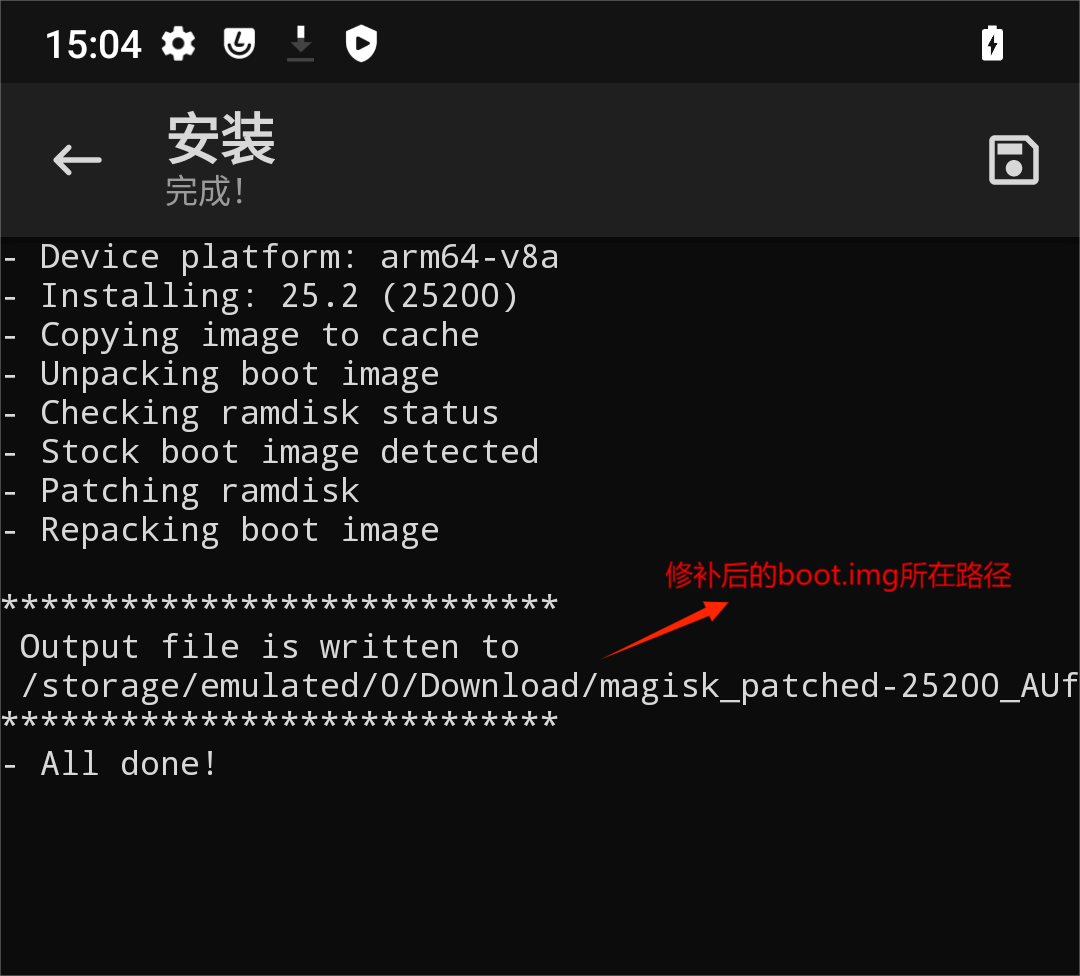 15:04
安装
完成！
- Device platform: arm64-v8a
- Installing: 25.2 (25200)
- Copying image to cache
- Unpacking boot image
- Checking ramdisk status
- Stock boot image detected
- Patching ramdisk
- Repacking boot image
修补后的boot.img所在路径
****************************
Output file is written to
/storage/emulated/0/Download/magisk_patched-25200_AUf
****************************
- All done!